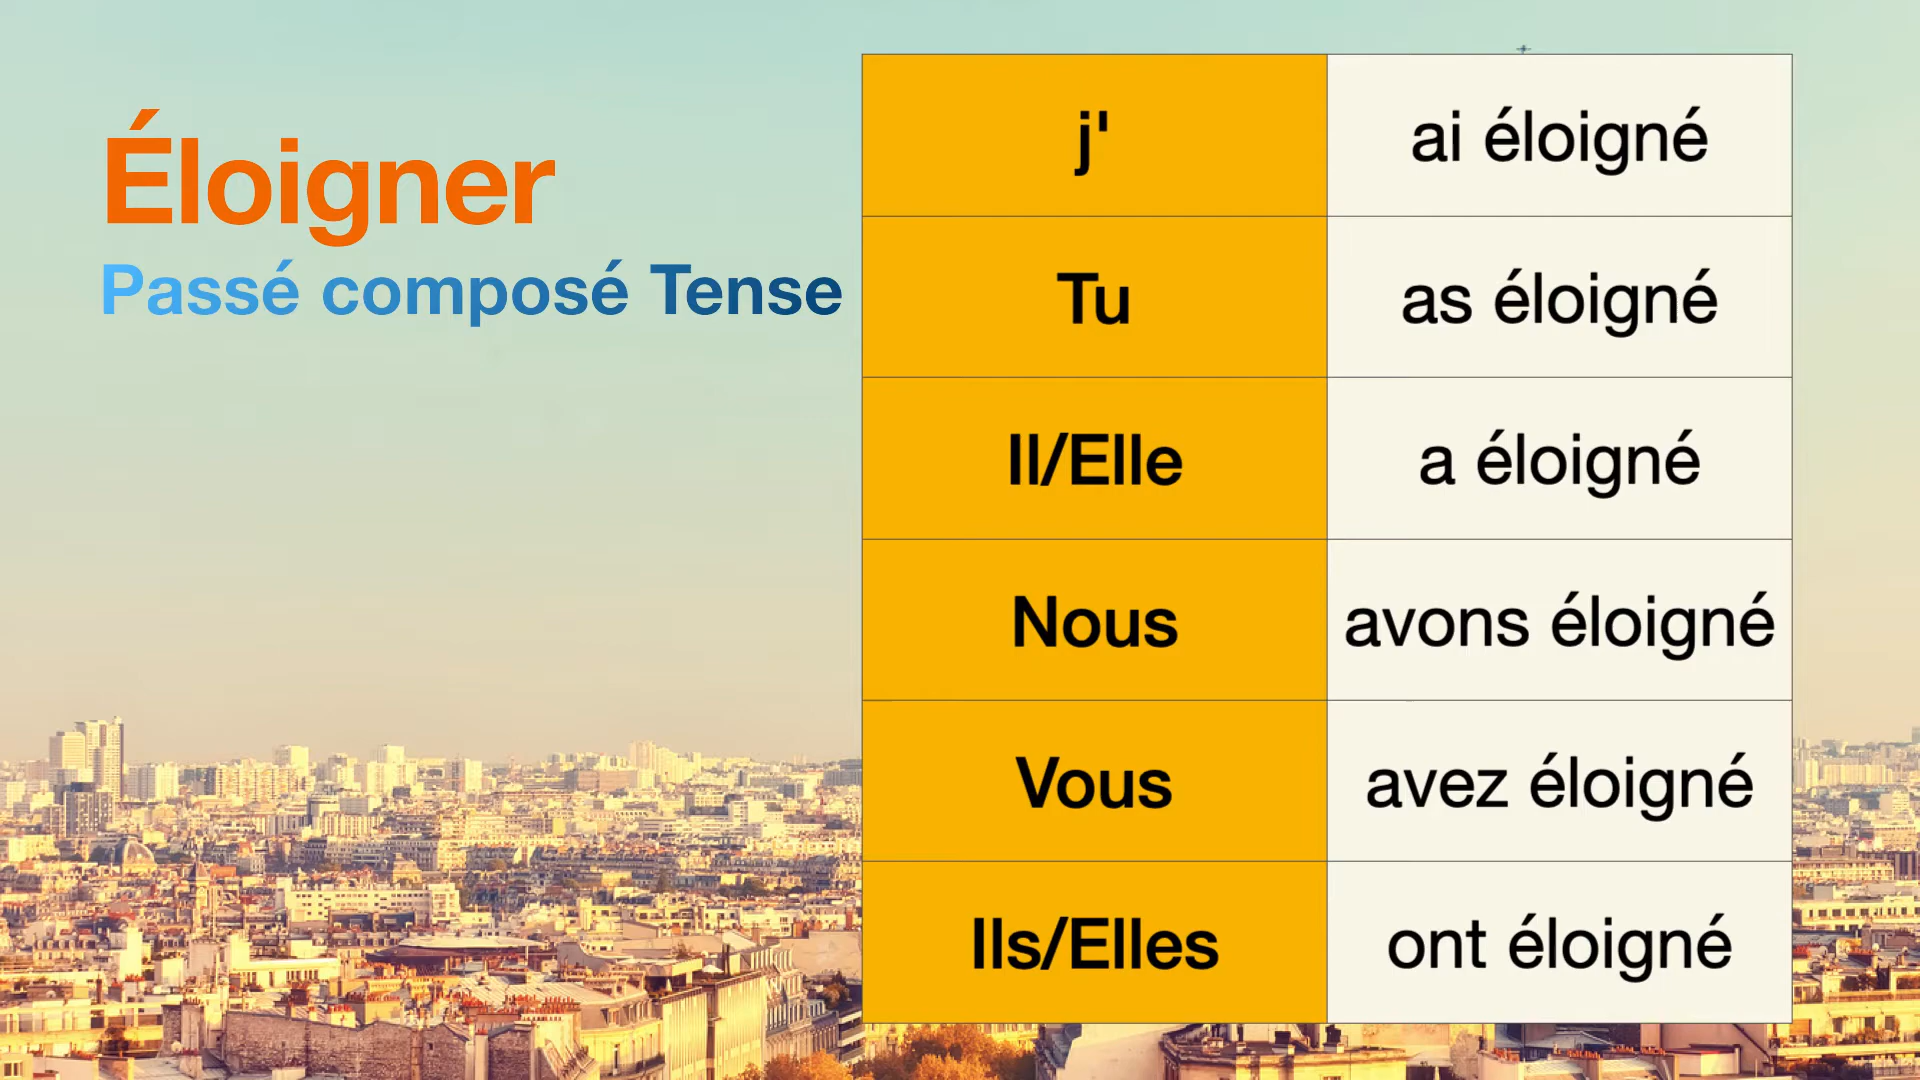 Éloigner
Passé composé Tense
j' ai éloigné
Tu as éloigné
Il/Elle a éloigné
Nous avons éloigné
Vous avez éloigné
Ils/Elles ont éloigné